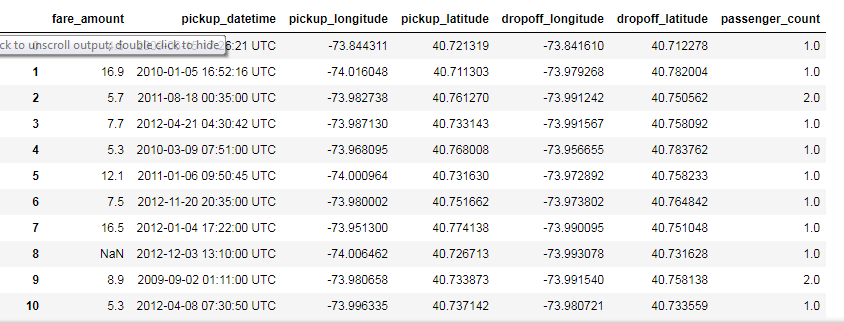 fare_amount pickup_datetime pickup_longitude pickup_latitude dropoff_longitude dropoff_latitude passenger_count
ck to unscroll output; double click to hide 26:21 UTC -73.844311 40.721319 -73.841610 40.712278 1.0
1 16.9 2010-01-05 16:52:16 UTC -74.016048 40.711303 -73.979268 40.782004 1.0
2 5.7 2011-08-18 00:35:00 UTC -73.982738 40.761270 -73.991242 40.750562 2.0
3 7.7 2012-04-21 04:30:42 UTC -73.987130 40.733143 -73.991567 40.758092 1.0
4 5.3 2010-03-09 07:51:00 UTC -73.968095 40.768008 -73.956655 40.783762 1.0
5 12.1 2011-01-06 09:50:45 UTC -74.000964 40.731630 -73.972892 40.758233 1.0
6 7.5 2012-11-20 20:35:00 UTC -73.980002 40.751662 -73.973802 40.764842 1.0
7 16.5 2012-01-04 17:22:00 UTC -73.951300 40.774138 -73.990095 40.751048 1.0
8 NaN 2012-12-03 13:10:00 UTC -74.006462 40.726713 -73.993078 40.731628 1.0
9 8.9 2009-09-02 01:11:00 UTC -73.980658 40.733873 -73.991540 40.758138 2.0
10 5.3 2012-04-08 07:30:50 UTC -73.996335 40.737142 -73.980721 40.733559 1.0